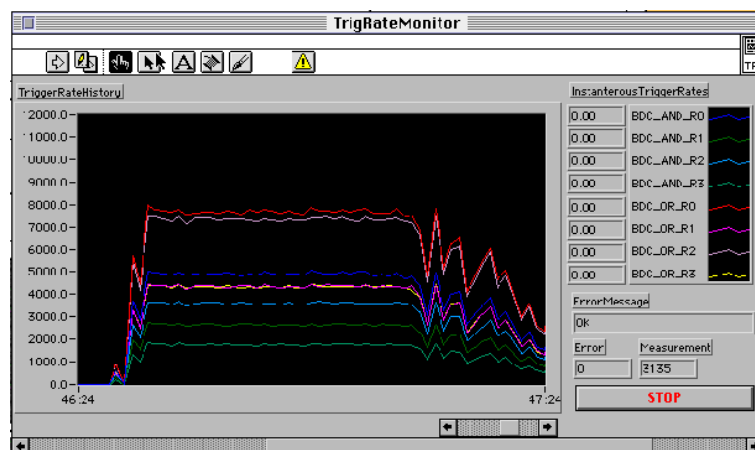 TrigRateMonitor
TriggerRateHistory
12000.0
11000.0
10000.0
9000.0
8000.0
7000.0
6000.0
5000.0
4000.0
3000.0
2000.0
1000.0
0.0
46:24
47:24
InstanterousTriggerRates
0.00 BDC_AND_R0
0.00 BDC_AND_R1
0.00 BDC_AND_R2
0.00 BDC_AND_R3
0.00 BDC_OR_R0
0.00 BDC_OR_R1
0.00 BDC_OR_R2
0.00 BDC_OR_R3
ErrorMessage
OK
Error Measurement
0 2135
STOP